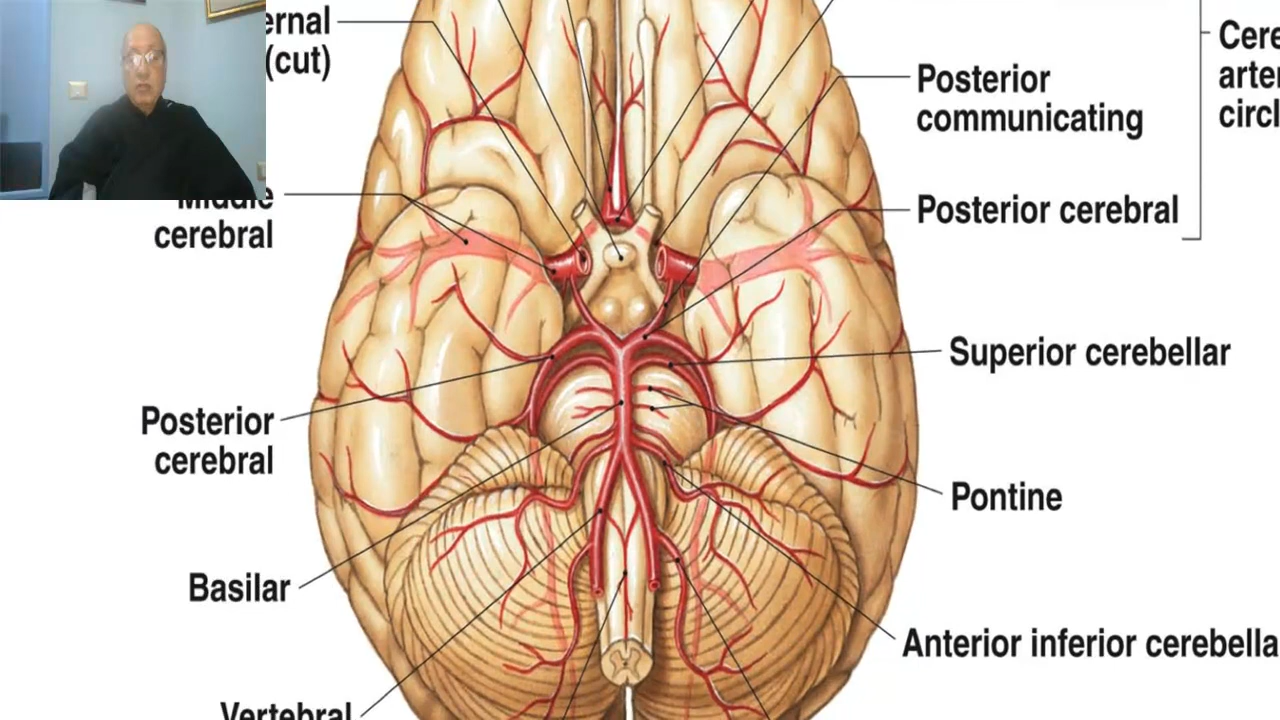 ernal
(cut)
Middle
cerebral
Posterior
cerebral
Basilar
Vertebral
Posterior
communicating
Posterior cerebral
Cere
arte
circl
Superior cerebellar
Pontine
Anterior inferior cerebella